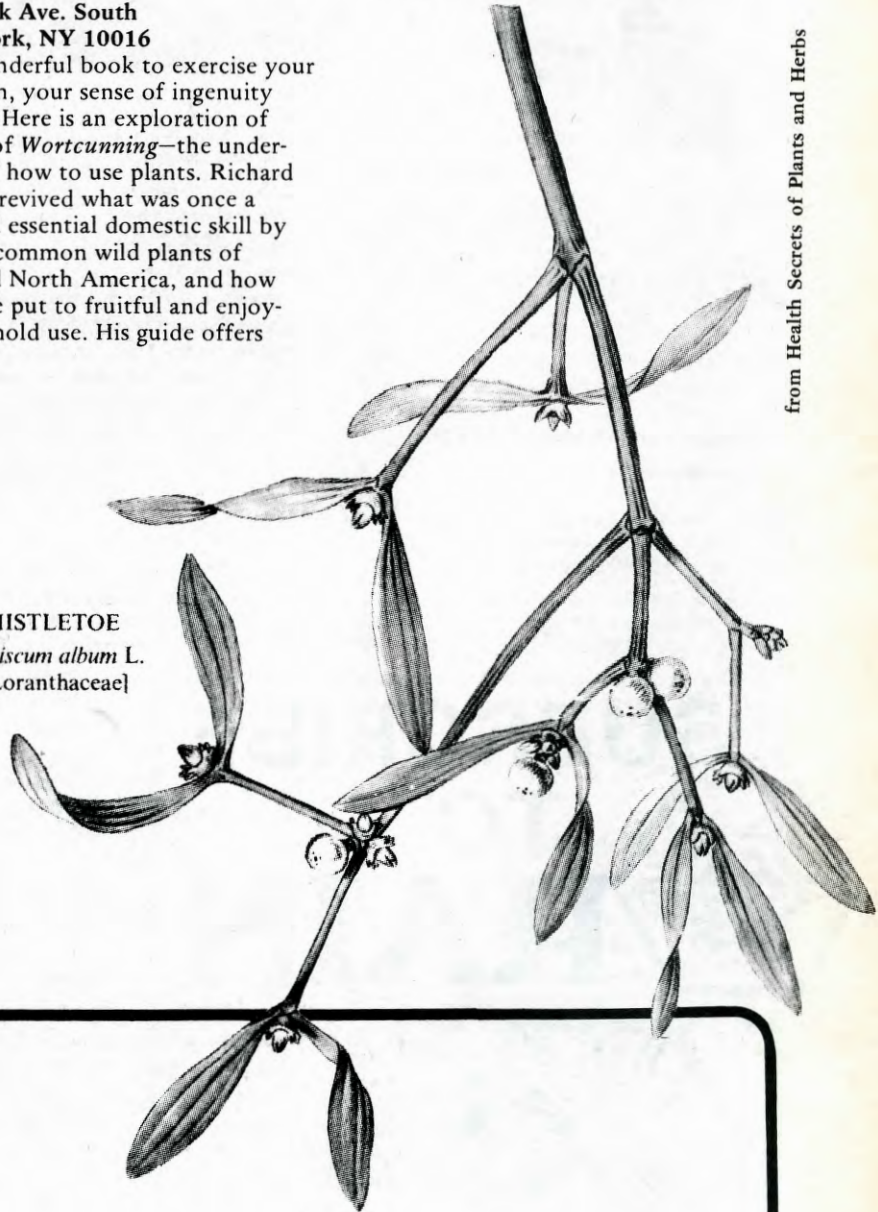 k Ave. South
rk, NY 10016
nderful book to exercise your
n, your sense of ingenuity
Here is an exploration of
of Wortcunning—the under-
how to use plants. Richard
revived what was once a
essential domestic skill by
common wild plants of
l North America, and how
e put to fruitful and enjoy-
hold use. His guide offers
from Health Secrets of Plants and Herbs
MISTLETOE
iscum album L.
oranthaceae]